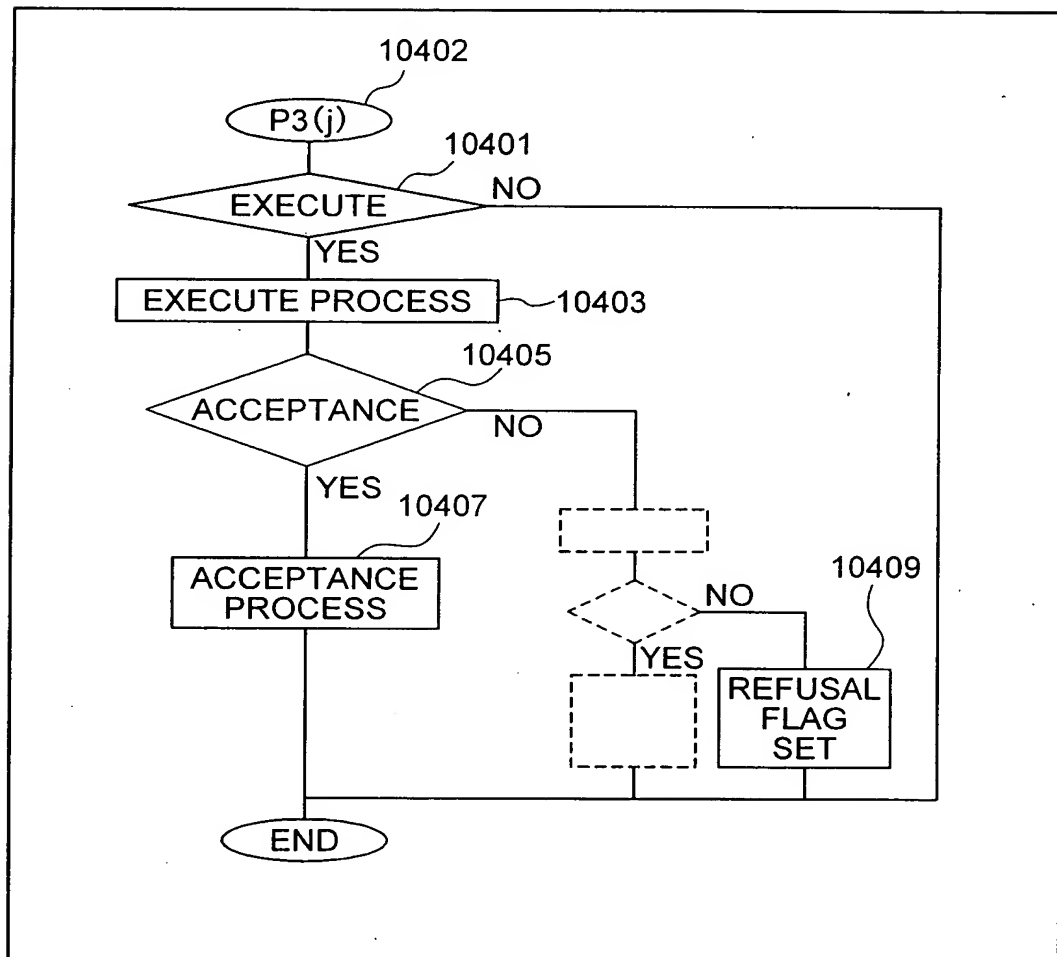 10402
P3(j)
10401
EXECUTE
NO
YES
EXECUTE PROCESS
10403
10405
ACCEPTANCE
NO
YES
10407
ACCEPTANCE
PROCESS
10409
NO
YES
REFUSAL
FLAG
SET
END